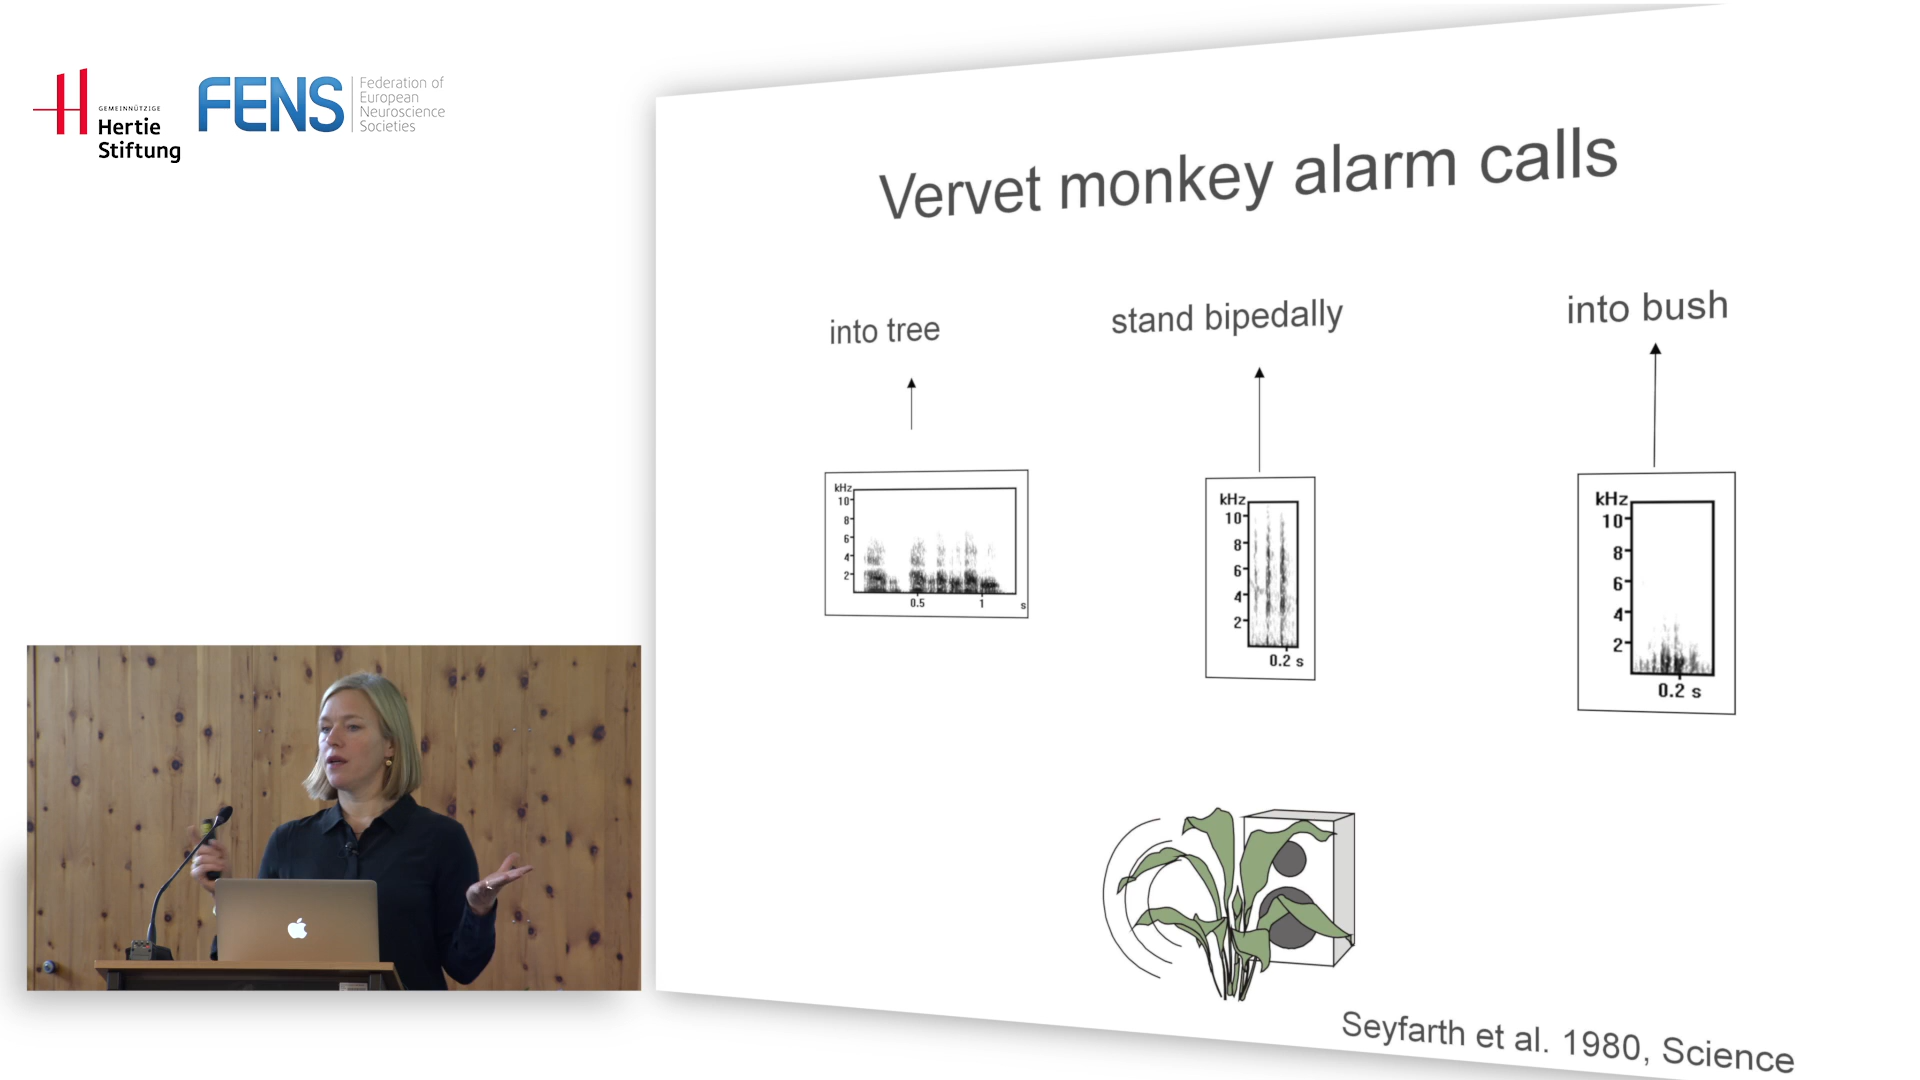 GEMEINNÜTZIGE
Hertie
Stiftung
FENS
Federation of
European
Neuroscience
Societies
Vervet monkey alarm calls
into tree
stand bipedally
into bush
kHz
10
8
6
4
2
0.5 1 s
kHz
10
8
6
4
2
0.2 s
kHz
10
8
6
4
2
0.2 s
Seyfarth et al. 1980, Science